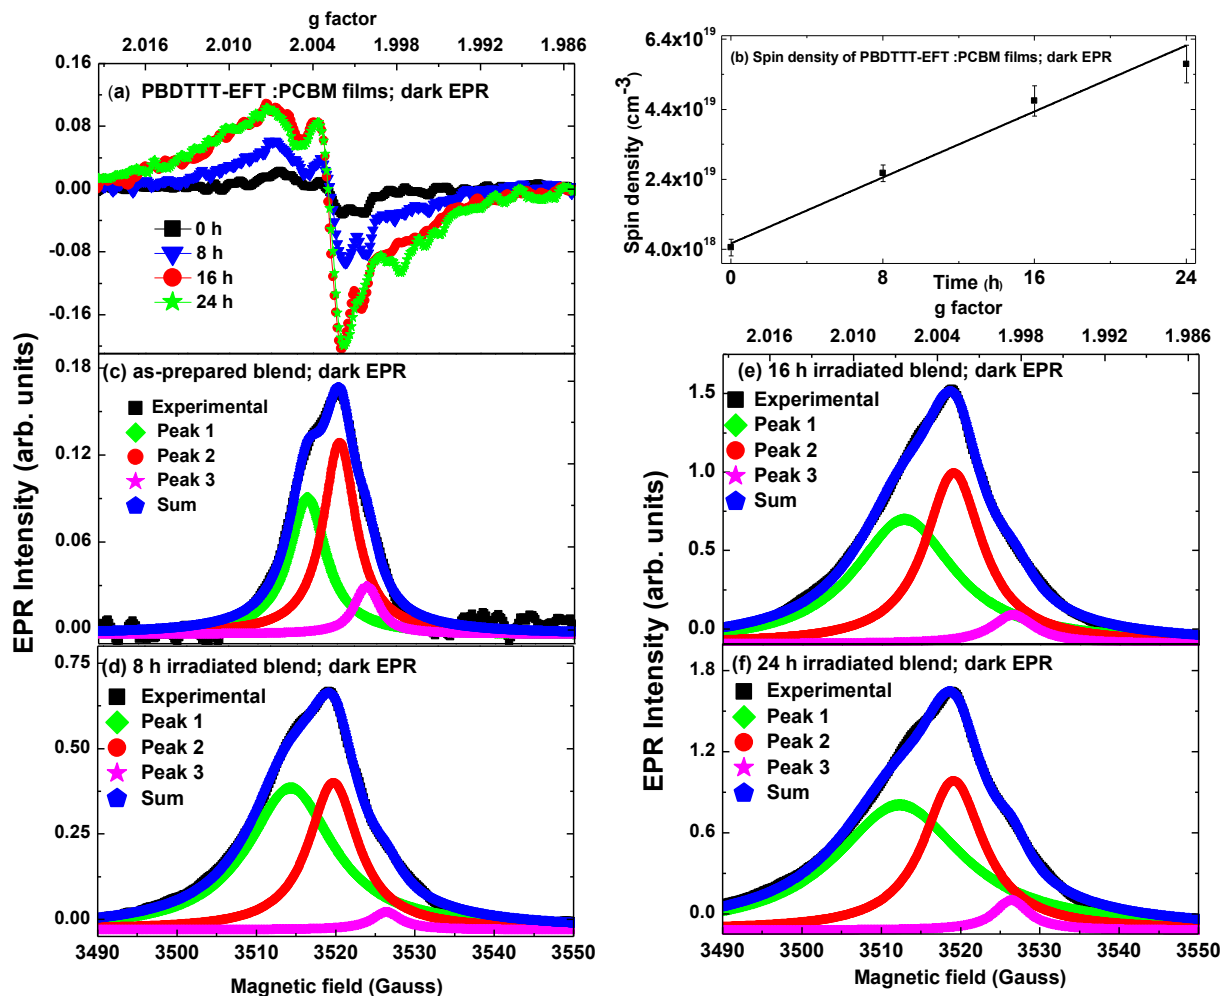 g factor
2.016 2.010 2.004 1.998 1.992 1.986
0.16
0.08
0.00
-0.08
-0.16
(a) PBDTTT-EFT :PCBM films; dark EPR
0 h
8 h
16 h
24 h
6.4x10^19
4.4x10^19
2.4x10^19
4.0x10^18
Spin density (cm^-3)
(b) Spin density of PBDTTT-EFT :PCBM films; dark EPR
0 8 16 24
Time (h)
EPR Intensity (arb. units)
0.18
0.12
0.06
0.00
(c) as-prepared blend; dark EPR
Experimental
Peak 1
Peak 2
Peak 3
Sum
0.75
0.50
0.25
0.00
(d) 8 h irradiated blend; dark EPR
Experimental
Peak 1
Peak 2
Peak 3
Sum
3490 3500 3510 3520 3530 3540 3550
Magnetic field (Gauss)
g factor
2.016 2.010 2.004 1.998 1.992 1.986
EPR Intensity (arb. units)
1.5
1.0
0.5
0.0
(e) 16 h irradiated blend; dark EPR
Experimental
Peak 1
Peak 2
Peak 3
Sum
1.8
1.2
0.6
0.0
(f) 24 h irradiated blend; dark EPR
Experimental
Peak 1
Peak 2
Peak 3
Sum
3490 3500 3510 3520 3530 3540 3550
Magnetic field (Gauss)